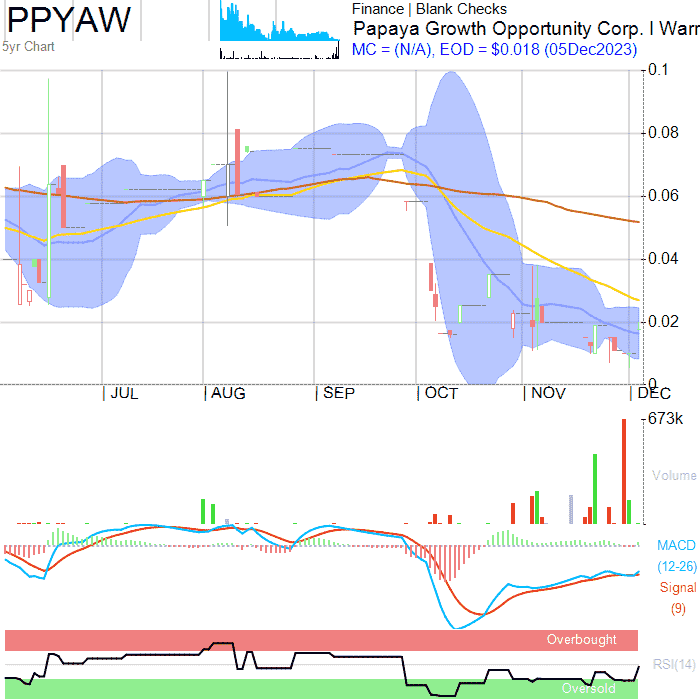 PPYAW
5yr Chart
Finance | Blank Checks
Papaya Growth Opportunity Corp. I Warr
MC = (N/A), EOD = $0.018 (05Dec2023)
0.1
0.08
0.06
0.04
0.02
0
JUL
AUG
SEP
OCT
NOV
DEC
673k
Volume
MACD
(12-26)
Signal
(9)
Overbought
RSI(14)
Oversold